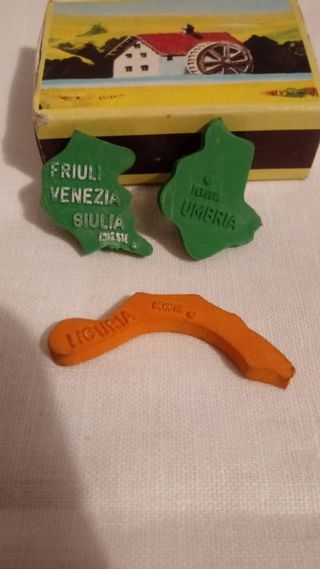 FRIULI
VENEZIA
GIULIA
TRIESTE
PERUGIA
UMBRIA
GENOVA
LIGURIA